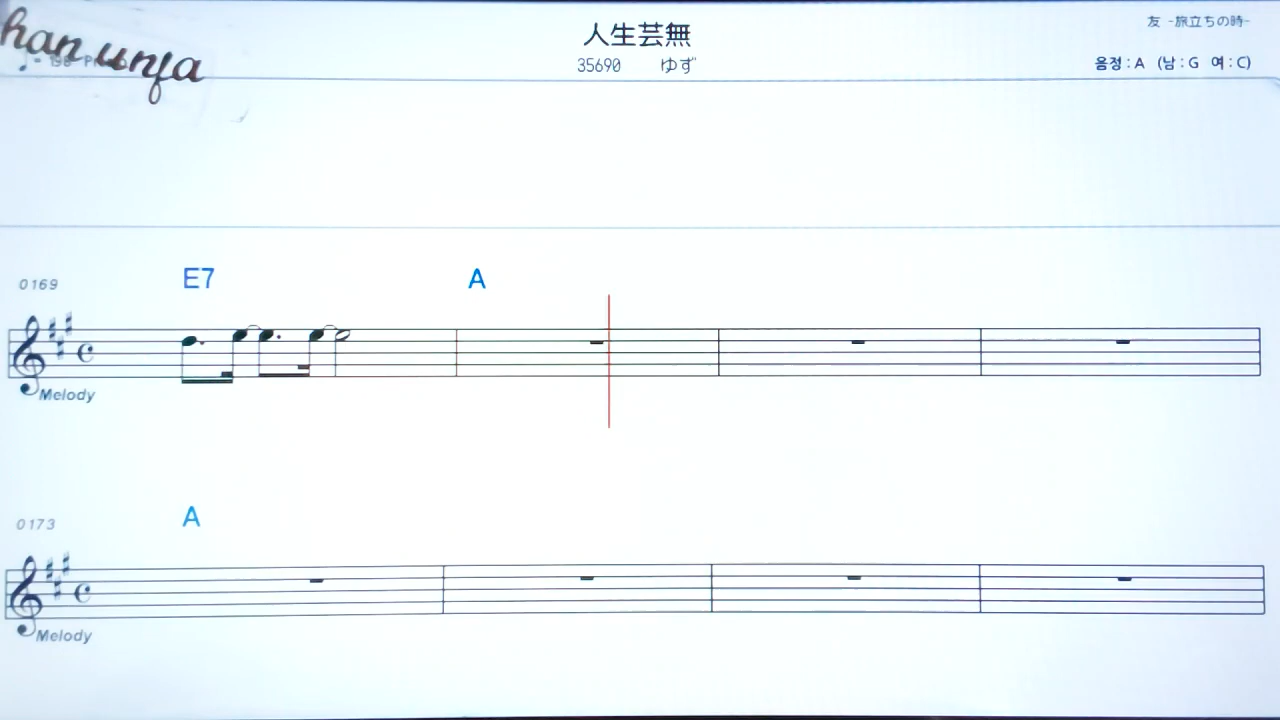 han unfa
人生芸無
友 -旅立ちの時-
35690 ゆず
음정 : A (남 : G 여 : C)
0169
E7
A
Melody
0173
A
Melody